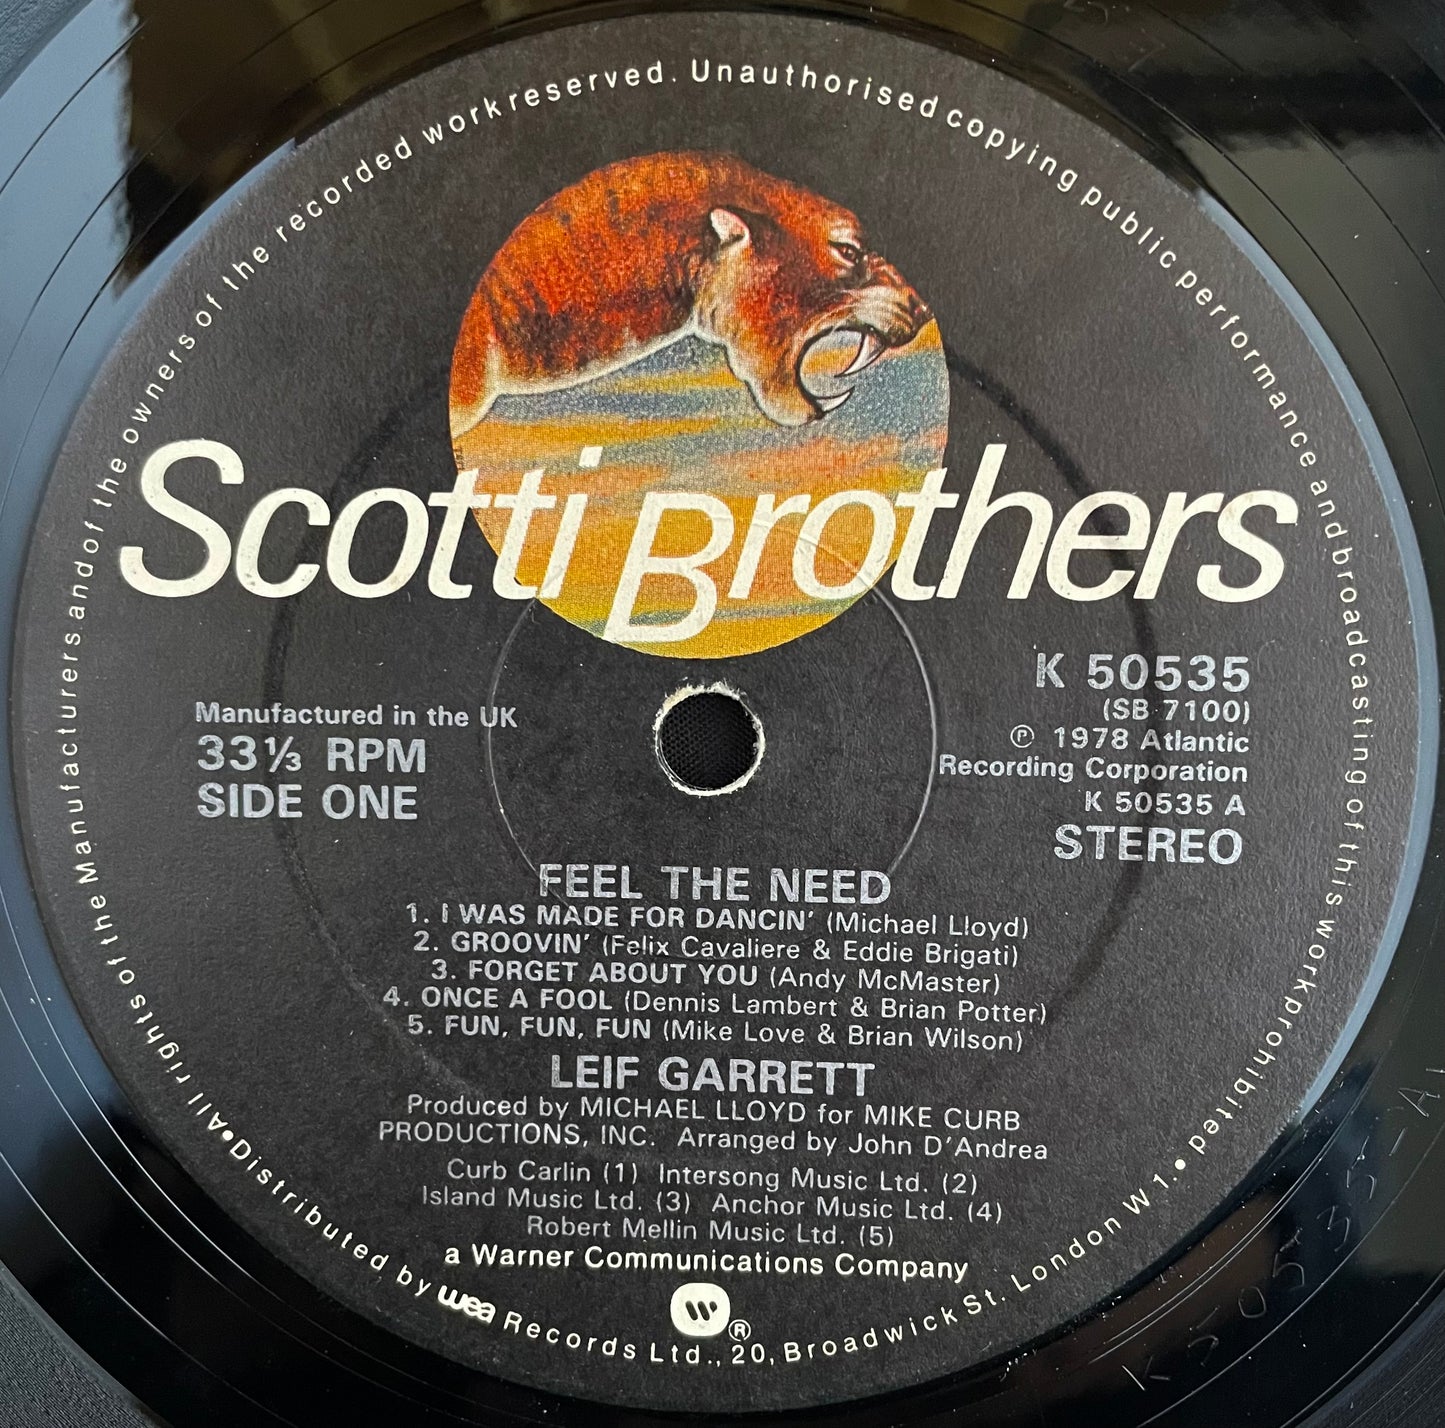 All rights of the Manufacturers and of the owners of the recorded work reserved. Unauthorised copying public performance and broadcasting of this work prohibited •
Scotti Brothers
Manufactured in the UK
33⅓ RPM
SIDE ONE
K 50535
(SB 7100)
℗ 1978 Atlantic
Recording Corporation
K 50535 A
STEREO
FEEL THE NEED
1. I WAS MADE FOR DANCIN' (Michael Lloyd)
2. GROOVIN' (Felix Cavaliere & Eddie Brigati)
3. FORGET ABOUT YOU (Andy McMaster)
4. ONCE A FOOL (Dennis Lambert & Brian Potter)
5. FUN, FUN, FUN (Mike Love & Brian Wilson)
LEIF GARRETT
Produced by MICHAEL LLOYD for MIKE CURB
PRODUCTIONS, INC. Arranged by John D'Andrea
Curb Carlin (1) Intersong Music Ltd. (2)
Island Music Ltd. (3) Anchor Music Ltd. (4)
Robert Mellin Music Ltd. (5)
a Warner Communications Company
®
• Distributed by wea Records Ltd., 20, Broadwick St. London W1.
K 50535-A